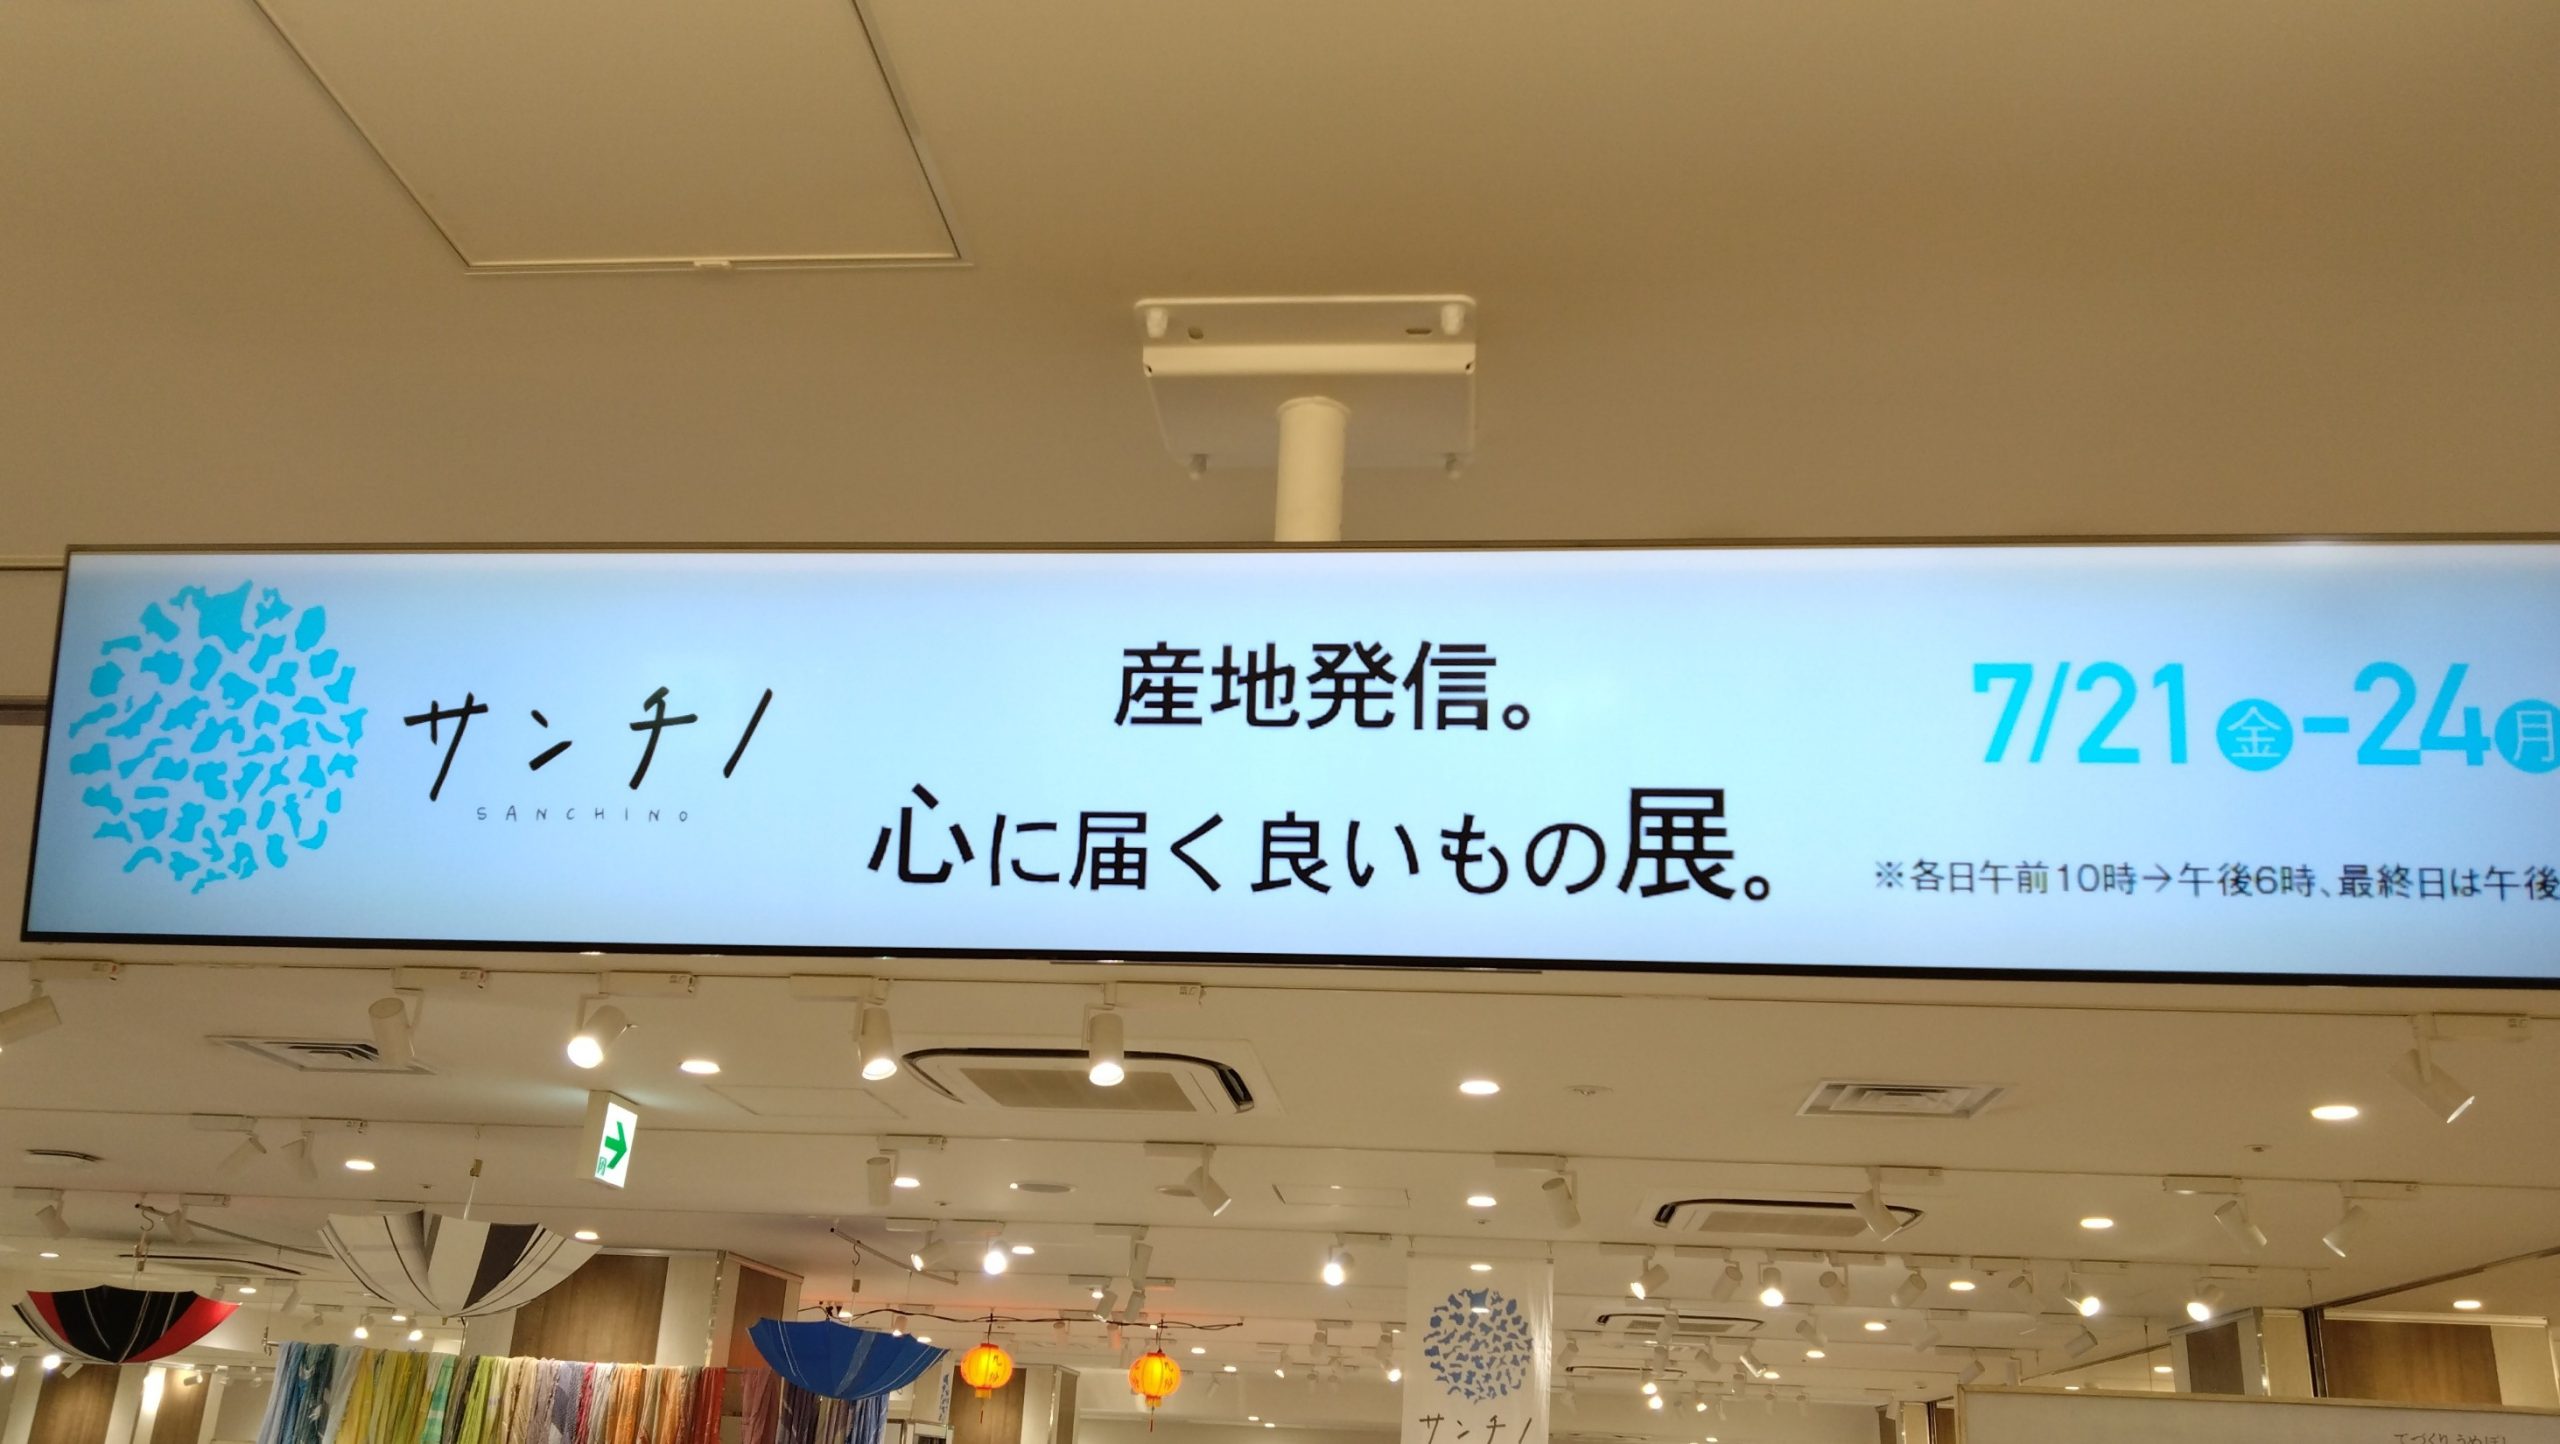 サンチノ
SANCHINO
産地発信。
心に届く良いもの展。
7/21金-24月
※各日午前10時→午後6時、最終日は午後
サンチノ